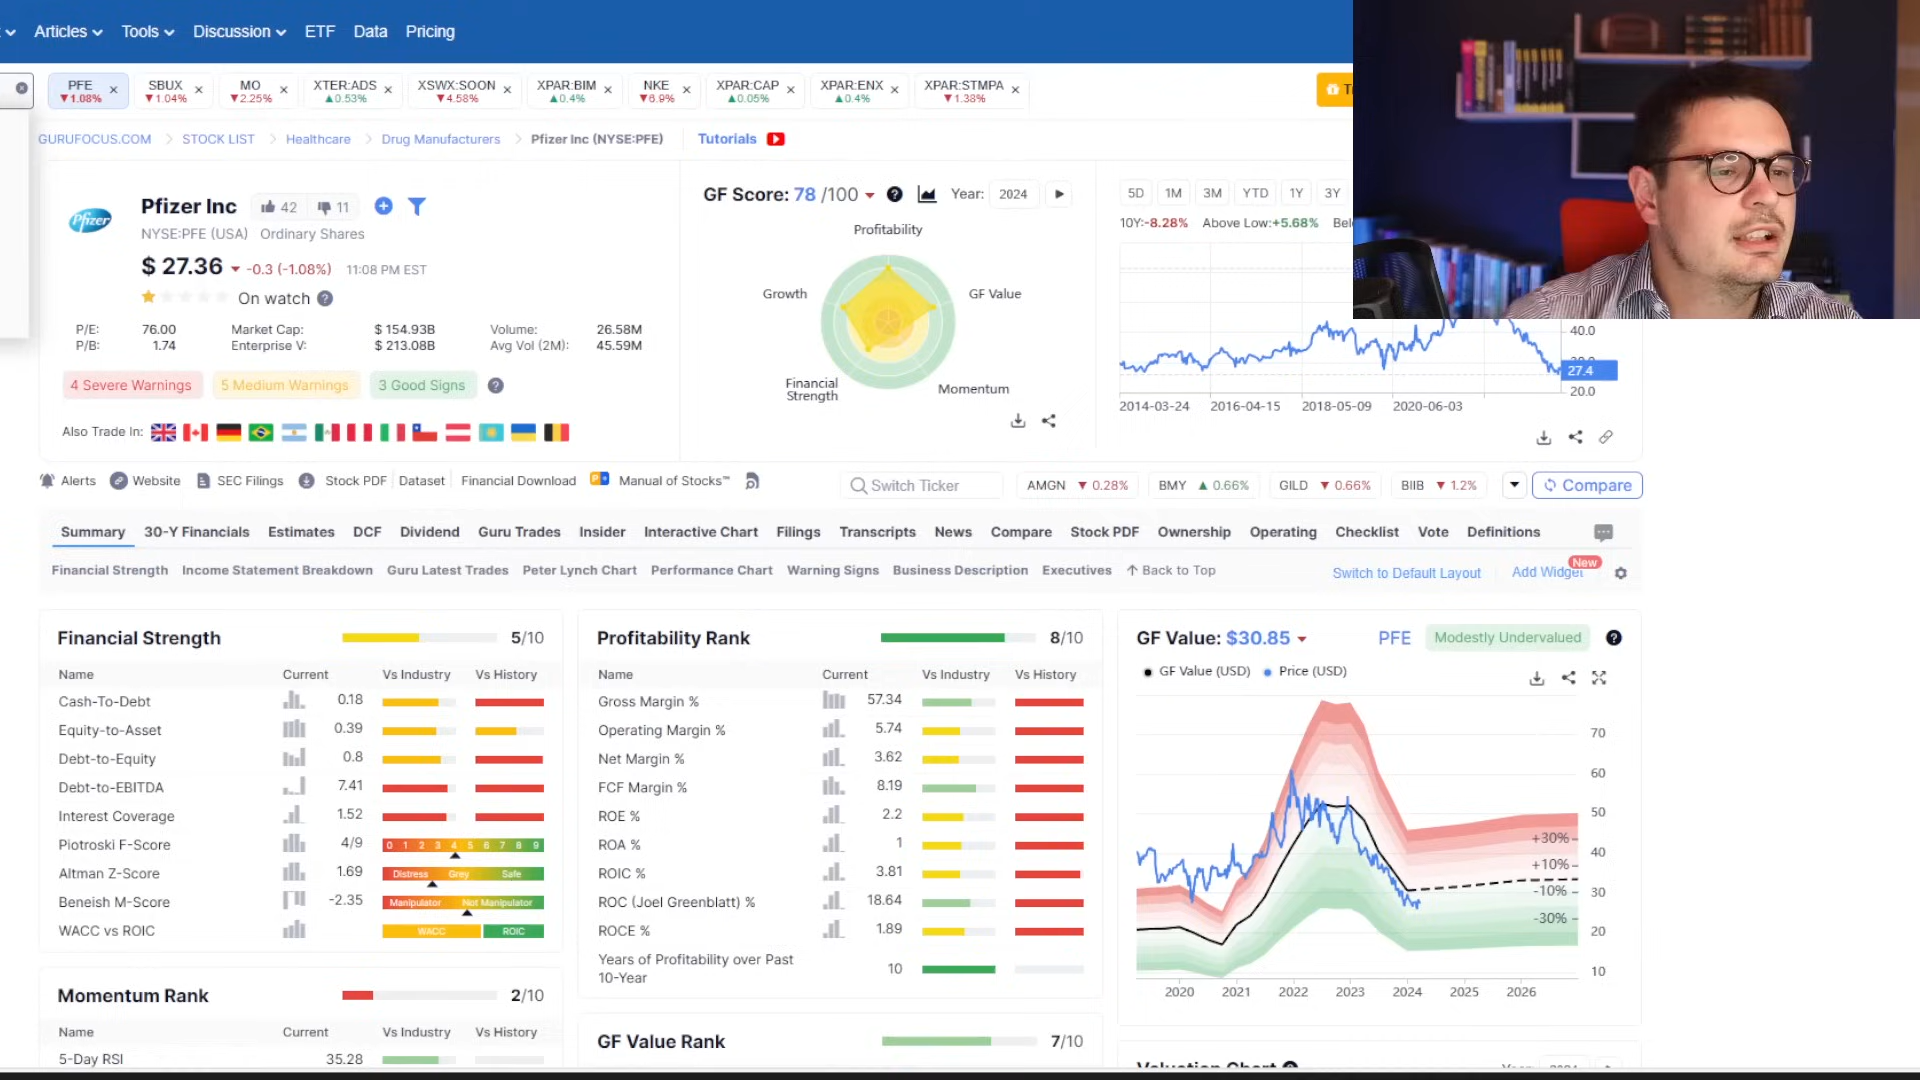 Articles Tools Discussion ETF Data Pricing
PFE × SBUX × MO × XTER:ADS × XSWX:SOON × XPAR:BIM × NKE × XPAR:CAP × XPAR:ENX × XPAR:STMPA ×
▼1.08% ▼1.04% ▼2.25% ▲0.53% ▼4.58% ▲0.4% ▼6.9% ▲0.05% ▲0.4% ▼1.38%
GURUFOCUS.COM > STOCK LIST > Healthcare > Drug Manufacturers > Pfizer Inc (NYSE:PFE) Tutorials
Pfizer
Pfizer Inc 42 11
NYSE:PFE (USA) Ordinary Shares
$ 27.36 ▼ -0.3 (-1.08%) 11:08 PM EST
On watch ?
P/E: 76.00 Market Cap: $ 154.93B Volume: 26.58M
P/B: 1.74 Enterprise V: $ 213.08B Avg Vol (2M): 45.59M
4 Severe Warnings 5 Medium Warnings 3 Good Signs ?
Also Trade In:
GF Score: 78 /100 ▼ ? Year: 2024
Profitability
Growth GF Value
Financial
Strength Momentum
5D 1M 3M YTD 1Y 3Y
10Y:-8.28% Above Low:+5.68%
40.0
27.4
20.0
2014-03-24 2016-04-15 2018-05-09 2020-06-03
Alerts Website SEC Filings Stock PDF Dataset Financial Download Manual of Stocks™
Switch Ticker AMGN ▼ 0.28% BMY ▲ 0.66% GILD ▼ 0.66% BIIB ▼ 1.2% Compare
Summary 30-Y Financials Estimates DCF Dividend Guru Trades Insider Interactive Chart Filings Transcripts News Compare Stock PDF Ownership Operating Checklist Vote Definitions
Financial Strength Income Statement Breakdown Guru Latest Trades Peter Lynch Chart Performance Chart Warning Signs Business Description Executives ↑ Back to Top Switch to Default Layout Add Widget New
Financial Strength 5/10
Name Current Vs Industry Vs History
Cash-To-Debt 0.18
Equity-to-Asset 0.39
Debt-to-Equity 0.8
Debt-to-EBITDA 7.41
Interest Coverage 1.52
Piotroski F-Score 4/9 0 1 2 3 4 5 6 7 8 9
Altman Z-Score 1.69 Distress Grey Safe
Beneish M-Score -2.35 Manipulator Not Manipulator
WACC vs ROIC WACC ROIC
Momentum Rank 2/10
Name Current Vs Industry Vs History
5-Day RSI 35.28
Profitability Rank 8/10
Name Current Vs Industry Vs History
Gross Margin % 57.34
Operating Margin % 5.74
Net Margin % 3.62
FCF Margin % 8.19
ROE % 2.2
ROA % 1
ROIC % 3.81
ROC (Joel Greenblatt) % 18.64
ROCE % 1.89
Years of Profitability over Past
10-Year 10
GF Value Rank 7/10
GF Value: $30.85 ▼ PFE Modestly Undervalued ?
GF Value (USD) Price (USD)
70
60
50
+30%
40
+10%
-10% 30
-30%
20
10
2020 2021 2022 2023 2024 2025 2026